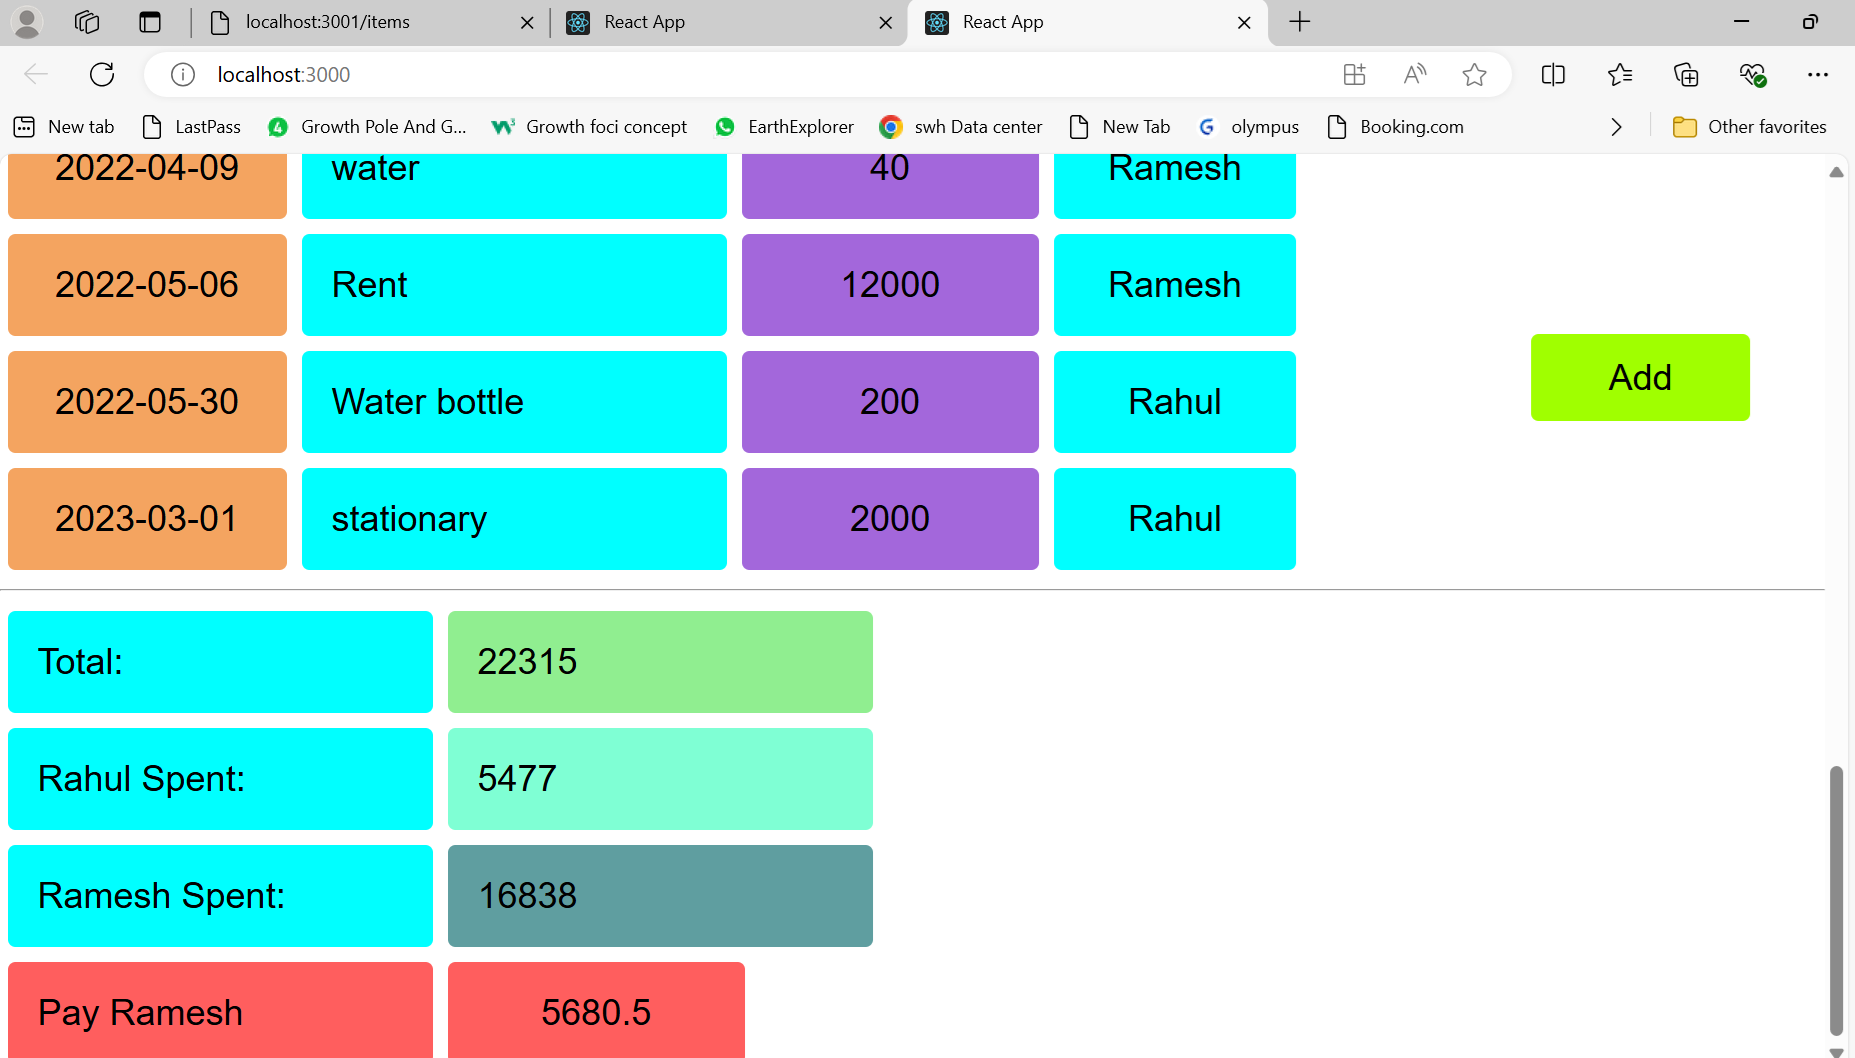 localhost:3001/items React App React App
localhost:3000
New tab LastPass Growth Pole And G... Growth foci concept EarthExplorer swh Data center New Tab olympus Booking.com Other favorites
2022-04-09 water 40 Ramesh
2022-05-06 Rent 12000 Ramesh
2022-05-30 Water bottle 200 Rahul
Add
2023-03-01 stationary 2000 Rahul
Total: 22315
Rahul Spent: 5477
Ramesh Spent: 16838
Pay Ramesh 5680.5